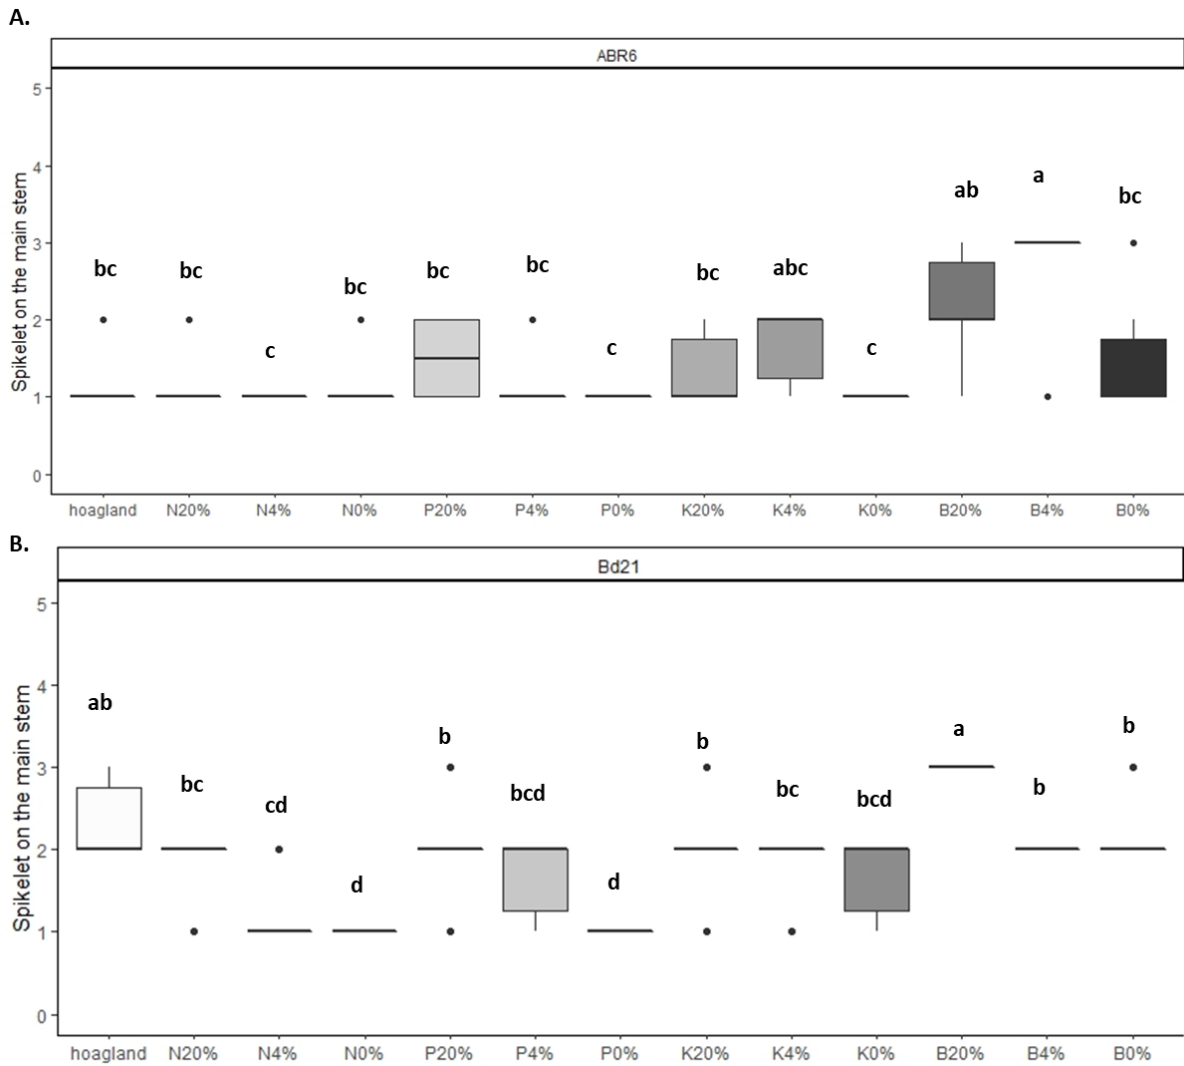 A.
ABR6
Spikelet on the main stem
5
4
3
2
1
0
bc
bc
c
bc
bc
bc
c
bc
abc
c
ab
a
bc
hoagland N20% N4% N0% P20% P4% P0% K20% K4% K0% B20% B4% B0%
B.
Bd21
Spikelet on the main stem
5
4
3
2
1
0
ab
bc
cd
d
b
bcd
d
b
bc
bcd
a
b
b
hoagland N20% N4% N0% P20% P4% P0% K20% K4% K0% B20% B4% B0%